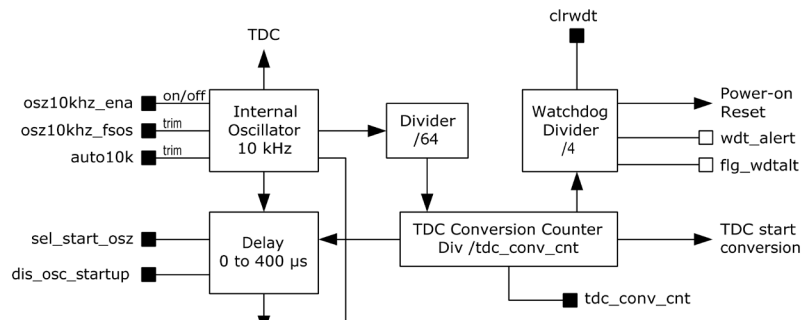 clrwdt
TDC
osz10khz_ena
on/off
osz10khz_fsos
trim
auto10k
trim
Internal
Oscillator
10 kHz
Divider
/64
Watchdog
Divider
/4
Power-on
Reset
wdt_alert
flg_wdtalt
sel_start_osz
dis_osc_startup
Delay
0 to 400 µs
TDC Conversion Counter
Div /tdc_conv_cnt
TDC start
conversion
tdc_conv_cnt